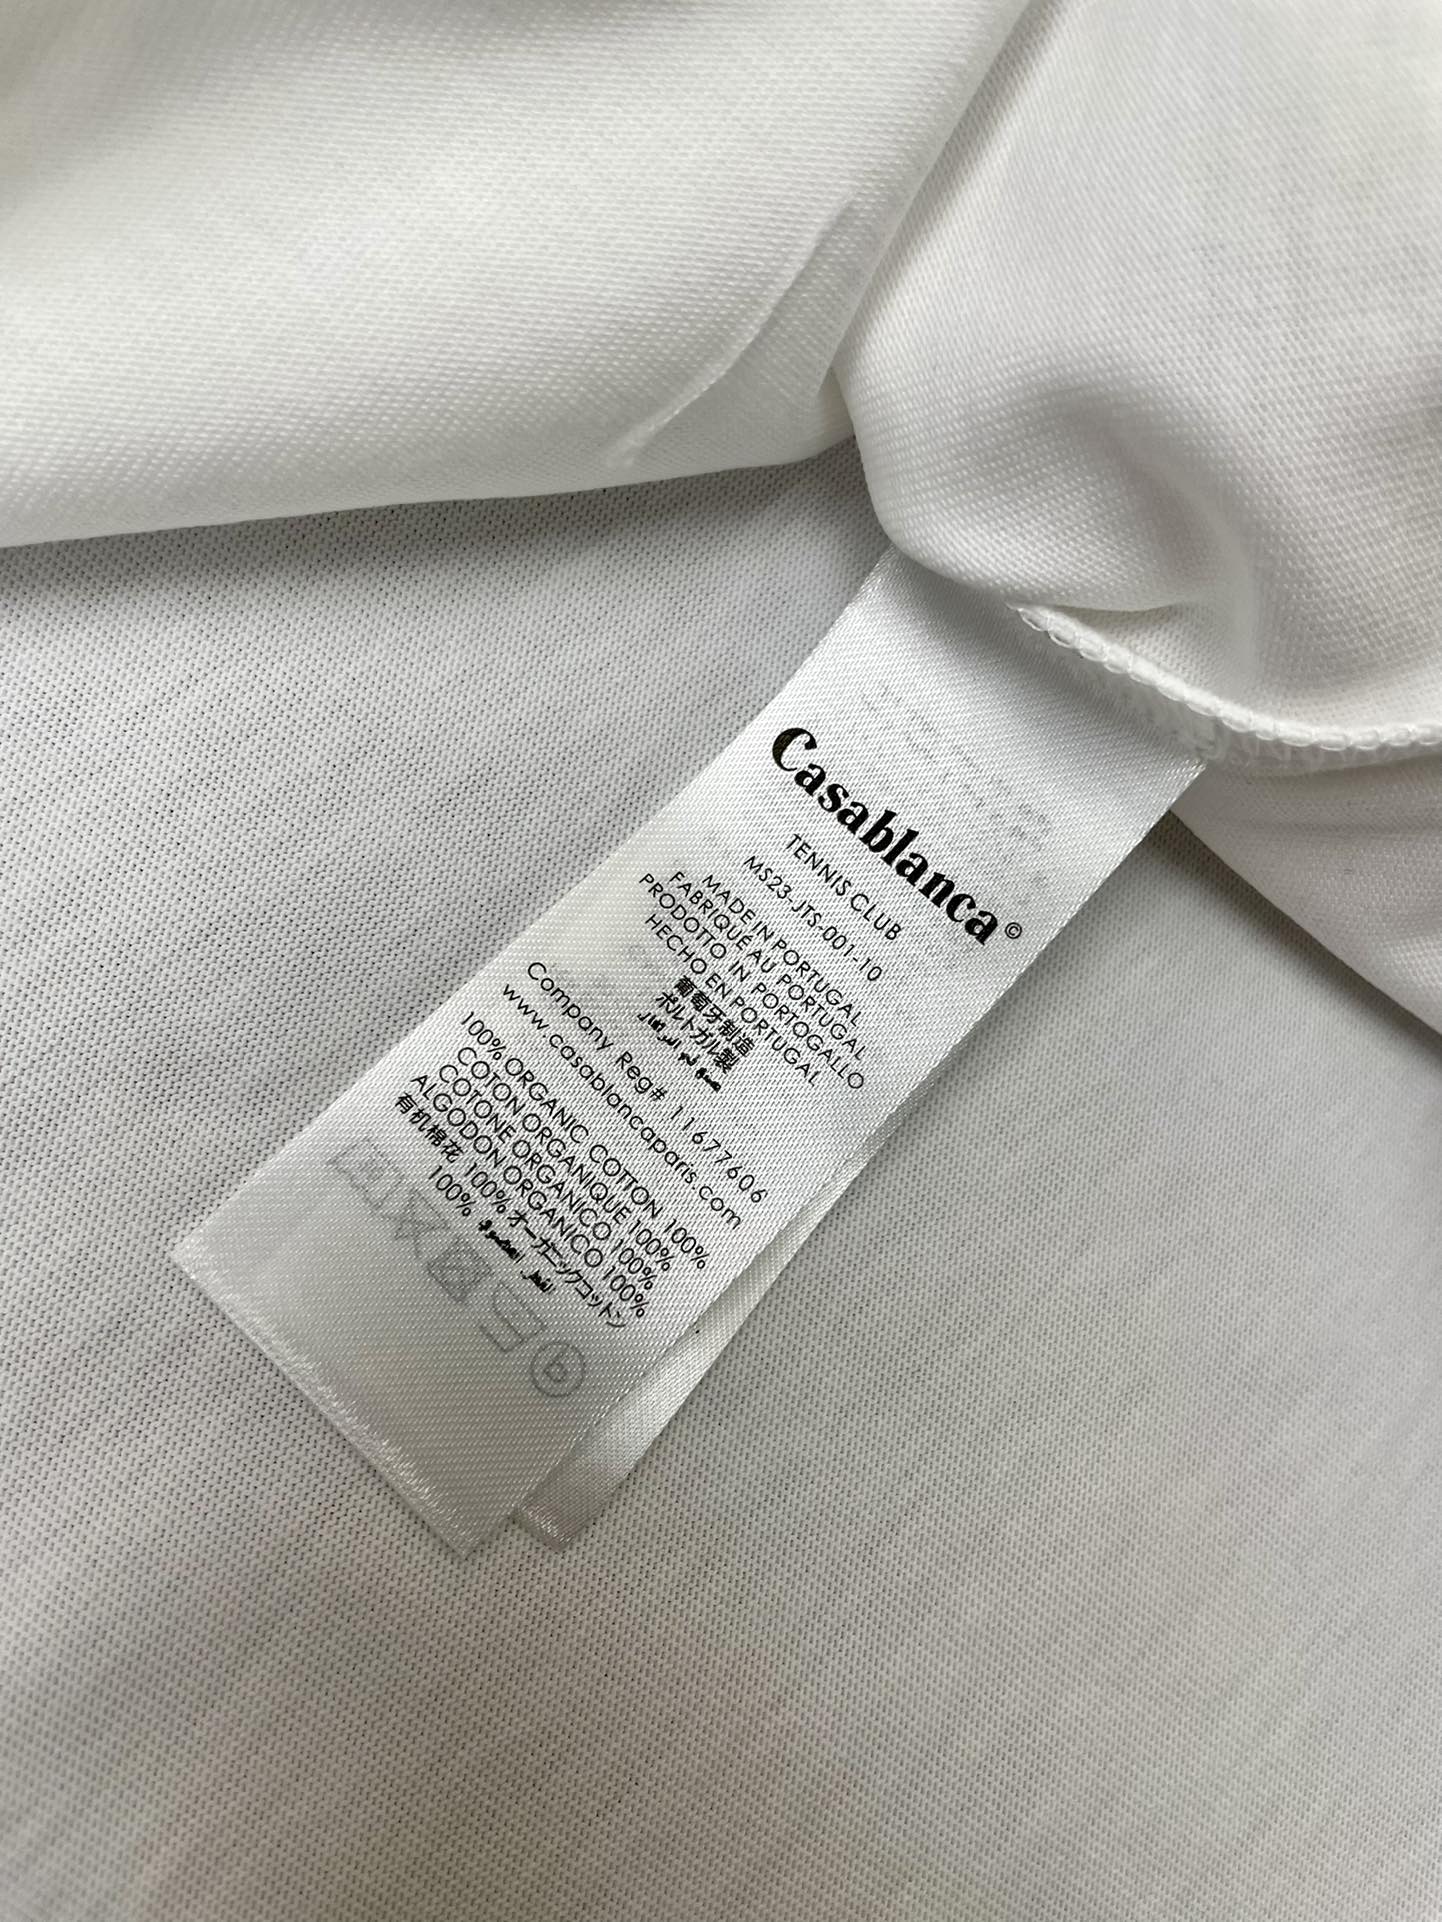 Casablanca©
TENNIS CLUB
MS23-JTS-001-10
MADE IN PORTUGAL
FABRIQUÉ AU PORTUGAL
PRODOTTO IN PORTOGALLO
HECHO EN PORTUGAL
葡萄牙制造
ポルトガル製
Company Reg# 11677606
www.casablancaparis.com
100% ORGANIC COTTON 100%
COTON ORGANIQUE 100%
COTONE ORGANICO 100%
ALGODON ORGANICO 100%
有机棉花 100% オーガニックコットン
100%
b